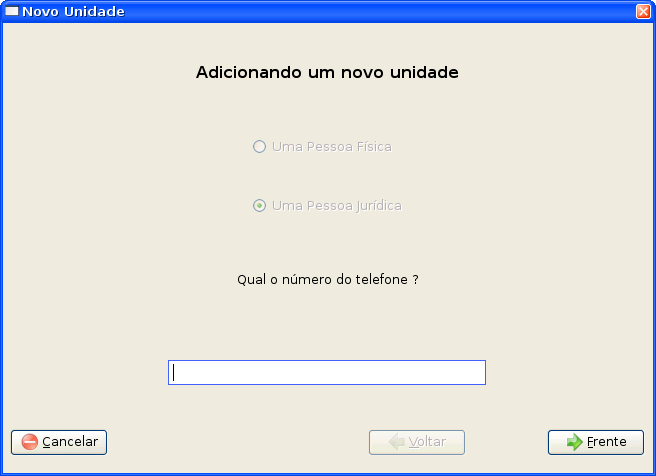 Novo Unidade
Adicionando um novo unidade
Uma Pessoa Física
Uma Pessoa Jurídica
Qual o número do telefone ?
Cancelar
Voltar
Frente